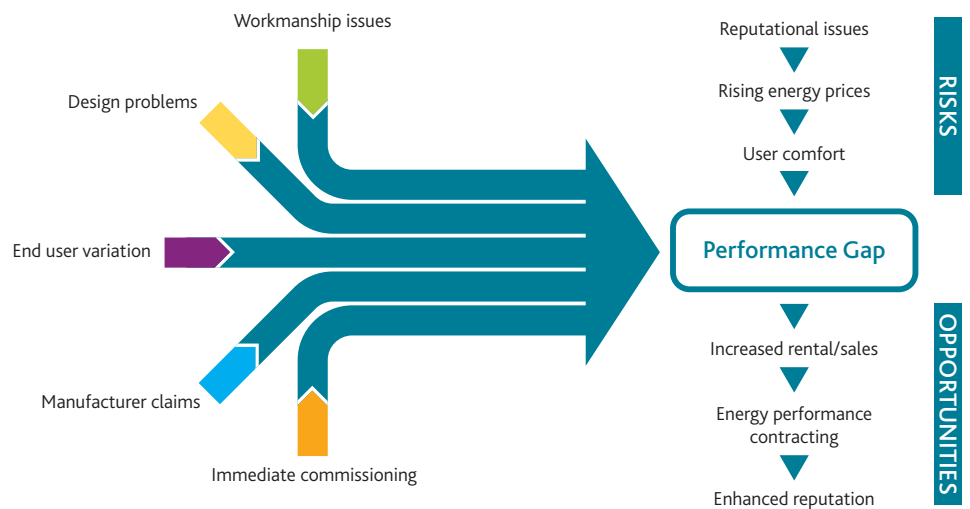 Workmanship issues
Design problems
End user variation
Manufacturer claims
Immediate commissioning
Reputational issues
Rising energy prices
User comfort
Performance Gap
Increased rental/sales
Energy performance
contracting
Enhanced reputation
RISKS
OPPORTUNITIES